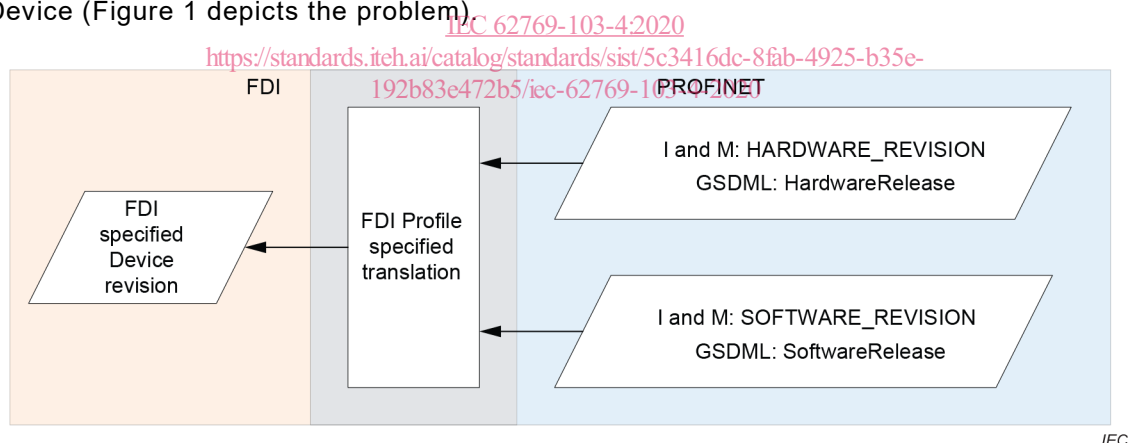 Device (Figure 1 depicts the problem).
IEC 62769-103-4:2020
https://standards.iteh.ai/catalog/standards/sist/5c3416dc-8fab-4925-b35e-
192b83e472b5/iec-62769-103-4-2020
FDI
PROFINET
I and M: HARDWARE_REVISION
GSDML: HardwareRelease
FDI
specified
Device
revision
FDI Profile
specified
translation
I and M: SOFTWARE_REVISION
GSDML: SoftwareRelease
IEC